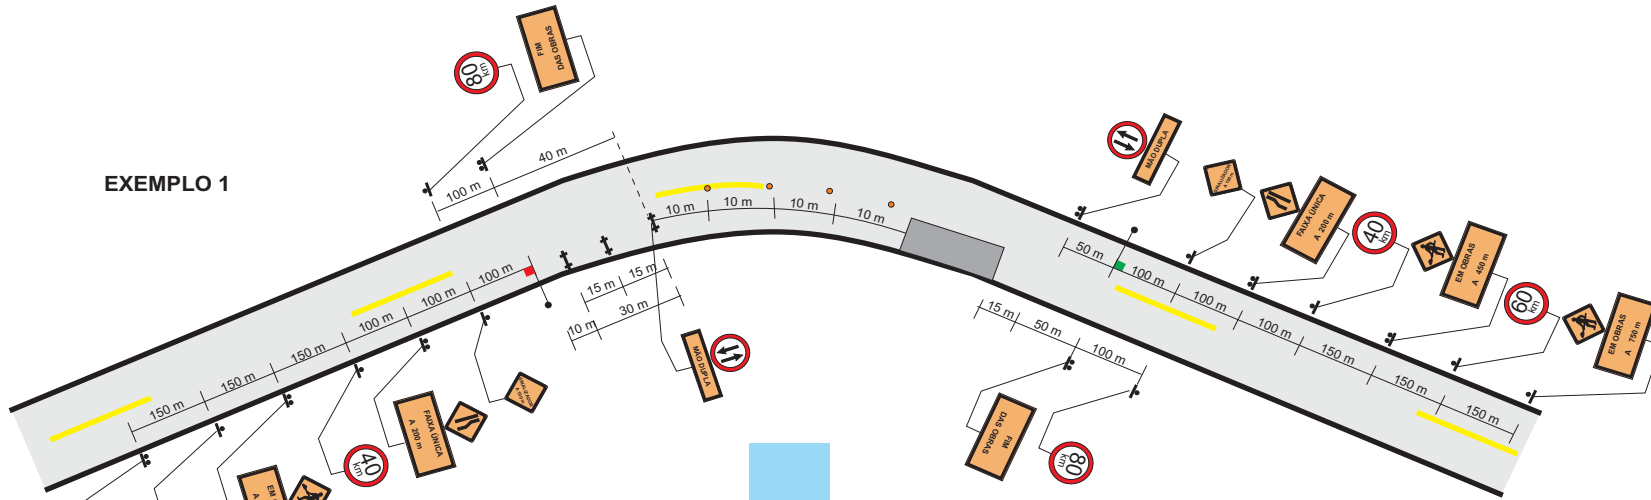 EXEMPLO 1
80
km
FIM
DAS OBRAS
100 m
40 m
10 m
10 m
10 m
10 m
MÃO DUPLA
FAIXA ÚNICA
A 200 m
40
km
EM OBRAS
A 450 m
60
km
EM OBRAS
A 750 m
50 m
100 m
100 m
100 m
150 m
150 m
150 m
15 m
50 m
100 m
FIM
DAS OBRAS
80
km
15 m
15 m
10 m
30 m
MÃO DUPLA
150 m
150 m
150 m
100 m
100 m
100 m
FAIXA ÚNICA
A 200 m
40
km
A